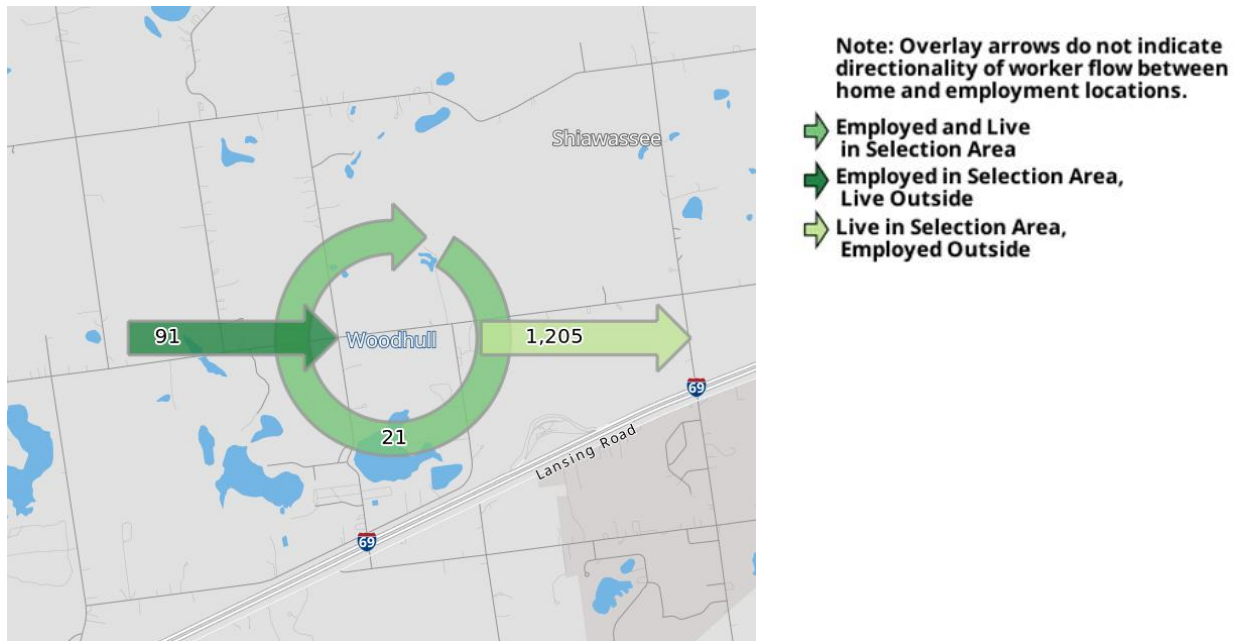 Shiawassee
91
Woodhull
1,205
69
21
Lansing Road
69
Note: Overlay arrows do not indicate
directionality of worker flow between
home and employment locations.
Employed and Live
in Selection Area
Employed in Selection Area,
Live Outside
Live in Selection Area,
Employed Outside